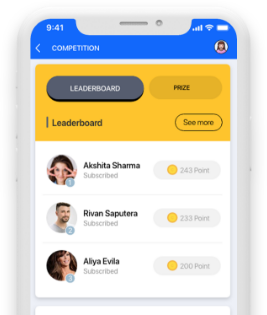 9:41
COMPETITION
LEADERBOARD
PRIZE
Leaderboard
See more
Akshita Sharma
Subscribed
1
243 Point
Rivan Saputera
Subscribed
2
233 Point
Aliya Evila
Subscribed
3
200 Point